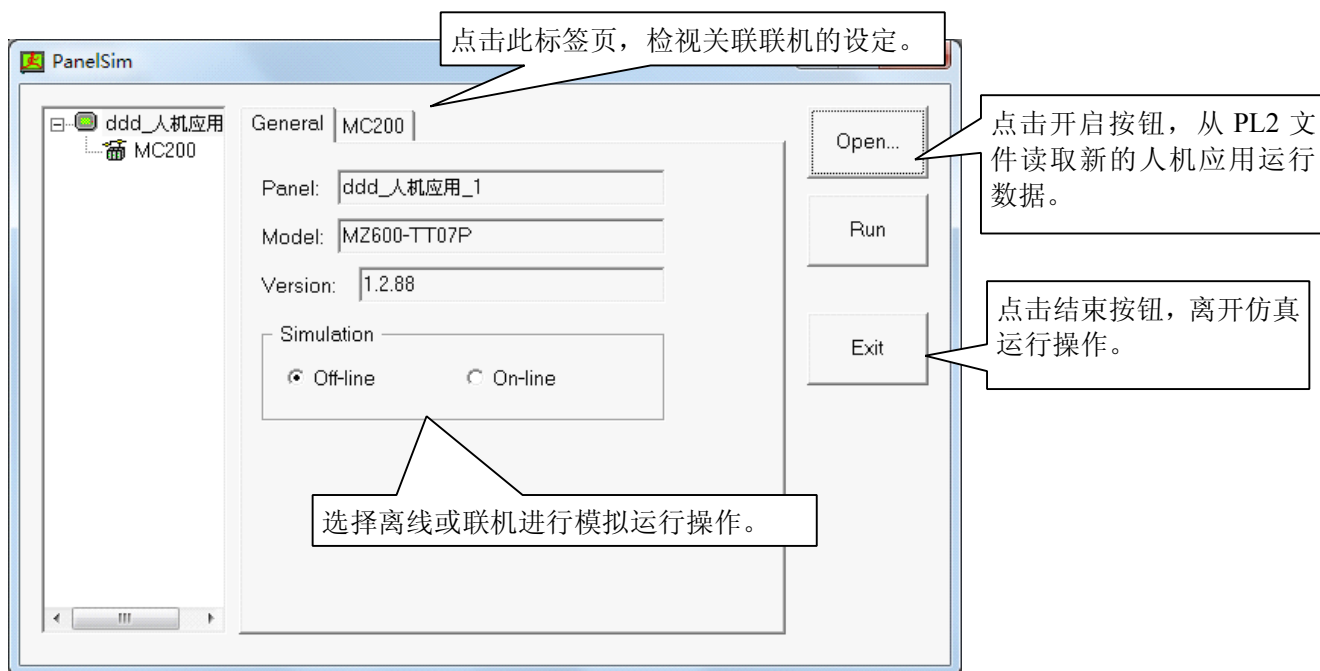 点击此标签页，检视关联联机的设定。
PanelSim
ddd_人机应用
MC200
General
MC200
Panel:
ddd_人机应用_1
Model:
MZ600-TT07P
Version:
1.2.88
Simulation
Off-line
On-line
选择离线或联机进行模拟运行操作。
Open...
Run
Exit
点击开启按钮，从 PL2 文
件读取新的人机应用运行
数据。
点击结束按钮，离开仿真
运行操作。